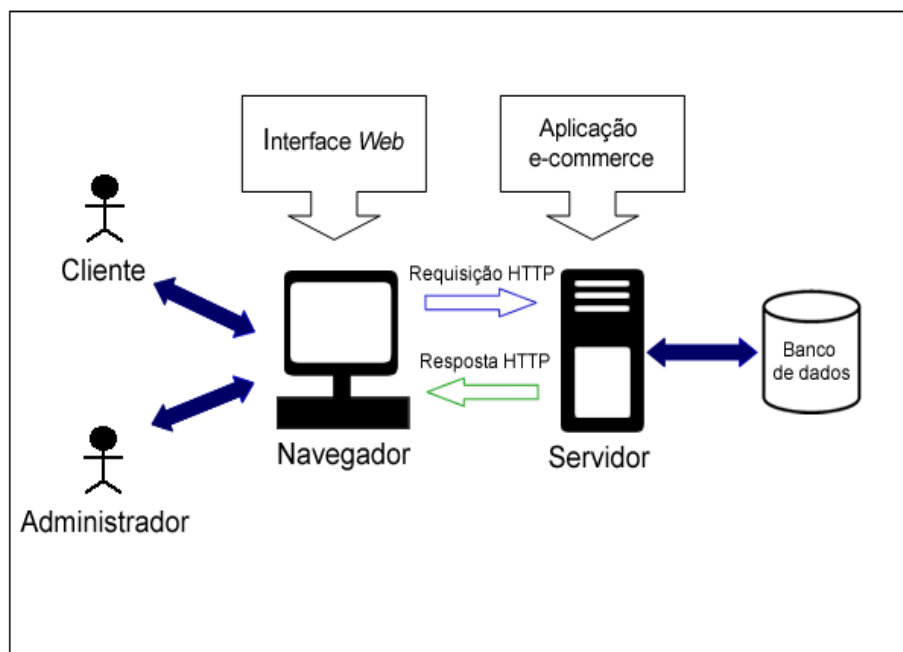 Interface Web
Aplicação
e-commerce
Cliente
Requisição HTTP
Resposta HTTP
Banco
de dados
Navegador
Servidor
Administrador